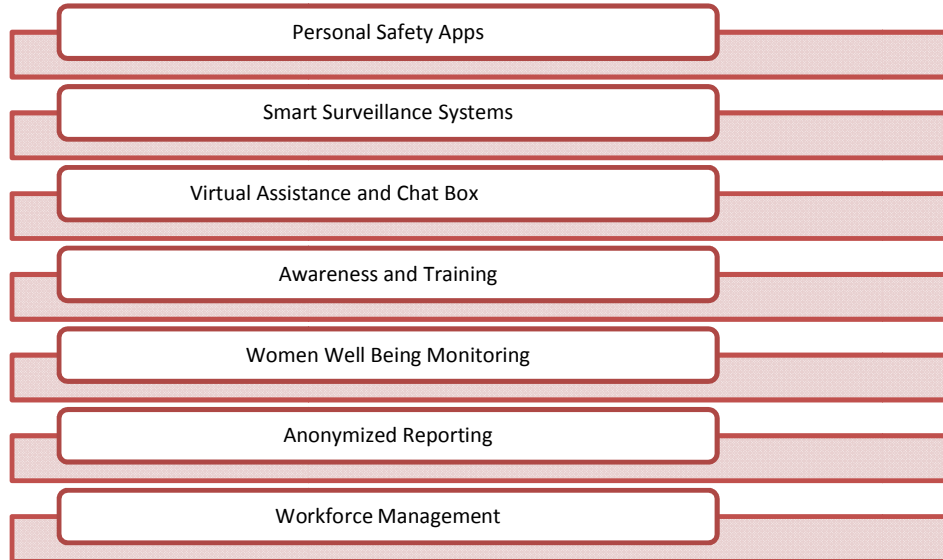 Personal Safety Apps
Smart Surveillance Systems
Virtual Assistance and Chat Box
Awareness and Training
Women Well Being Monitoring
Anonymized Reporting
Workforce Management